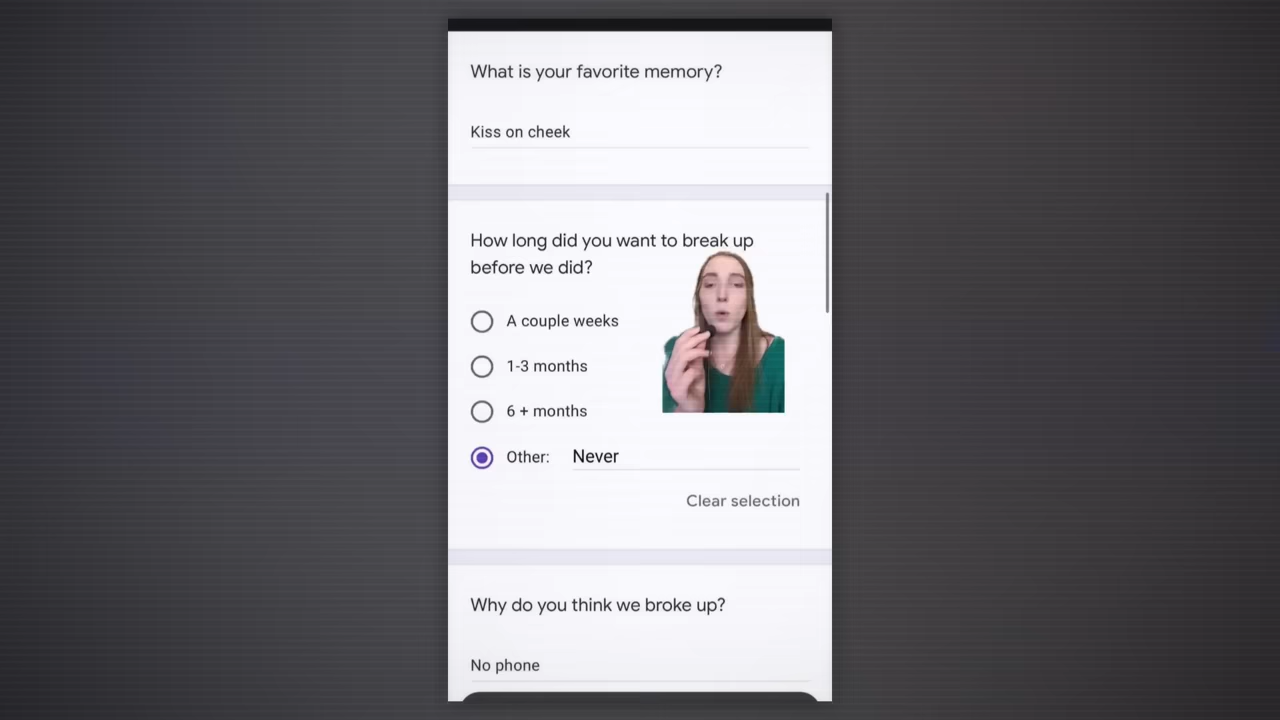 What is your favorite memory?
Kiss on cheek
How long did you want to break up
before we did?
A couple weeks
1-3 months
6 + months
Other: Never
Clear selection
Why do you think we broke up?
No phone